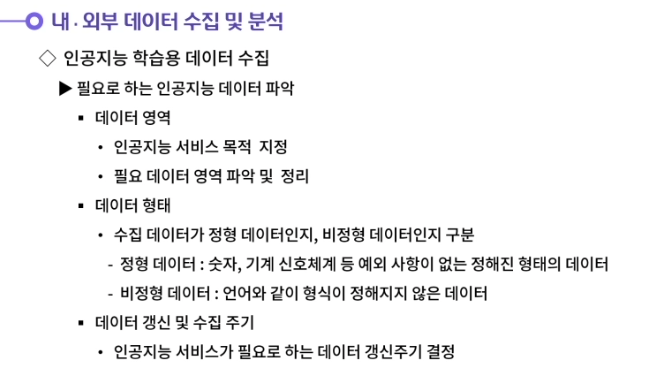 내·외부 데이터 수집 및 분석
◇ 인공지능 학습용 데이터 수집
▶ 필요로 하는 인공지능 데이터 파악
▪ 데이터 영역
• 인공지능 서비스 목적 지정
• 필요 데이터 영역 파악 및 정리
▪ 데이터 형태
• 수집 데이터가 정형 데이터인지, 비정형 데이터인지 구분
- 정형 데이터 : 숫자, 기계 신호체계 등 예외 사항이 없는 정해진 형태의 데이터
- 비정형 데이터 : 언어와 같이 형식이 정해지지 않은 데이터
▪ 데이터 갱신 및 수집 주기
• 인공지능 서비스가 필요로 하는 데이터 갱신주기 결정